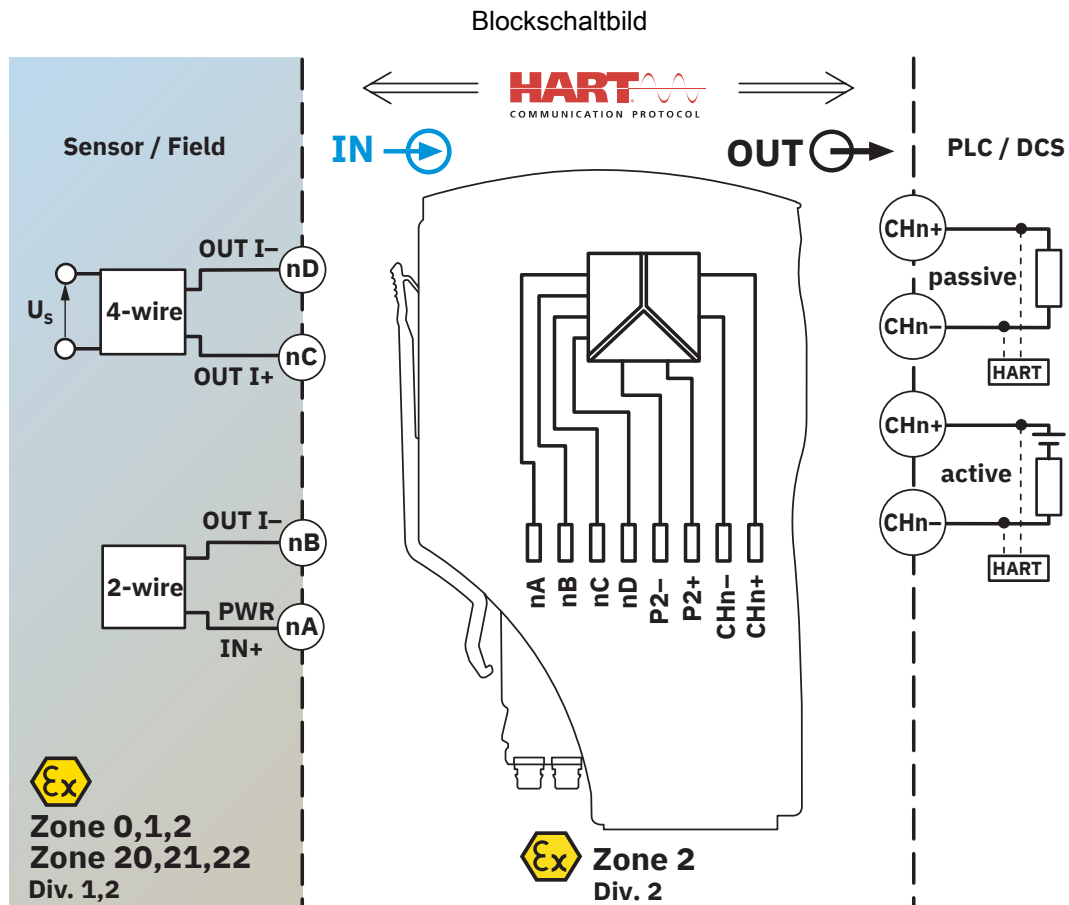 Blockschaltbild
HART
COMMUNICATION PROTOCOL
Sensor / Field
IN
OUT
PLC / DCS
OUT I–
nD
Us
4-wire
nC
OUT I+
OUT I–
nB
2-wire
PWR
nA
IN+
nA
nB
nC
nD
P2–
P2+
CHn–
CHn+
CHn+
passive
CHn–
HART
CHn+
active
CHn–
HART
Ex
Zone 0,1,2
Zone 20,21,22
Div. 1,2
Ex
Zone 2
Div. 2